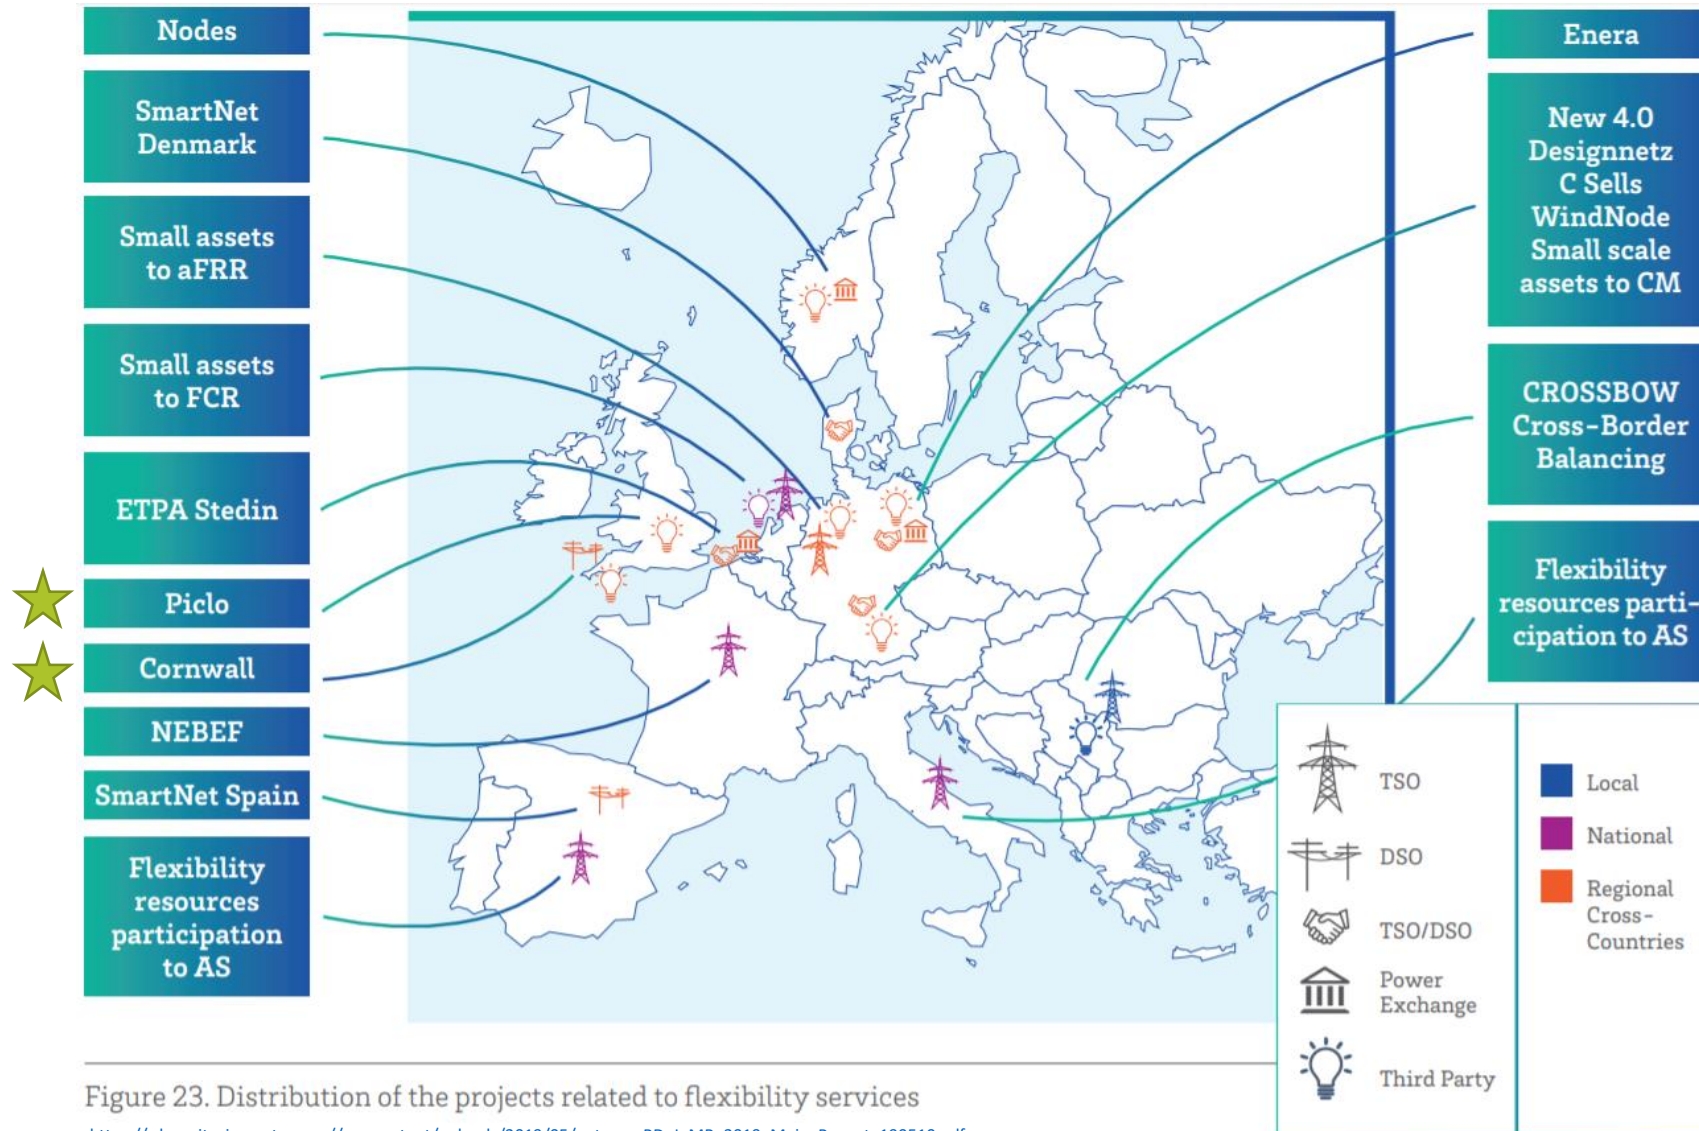 Nodes
SmartNet
Denmark
Small assets
to aFRR
Small assets
to FCR
ETPA Stedin
Piclo
Cornwall
NEBEF
SmartNet Spain
Flexibility
resources
participation
to AS
Enera
New 4.0
Designnetz
C Sells
WindNode
Small scale
assets to CM
CROSSBOW
Cross-Border
Balancing
Flexibility
resources parti-
cipation to AS
TSO
DSO
TSO/DSO
Power
Exchange
Third Party
Local
National
Regional
Cross-
Countries
Figure 23. Distribution of the projects related to flexibility services